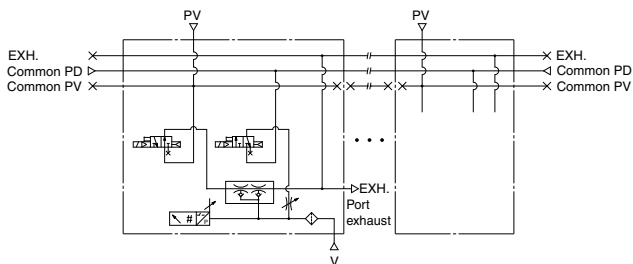 PV
PV
EXH.
EXH.
Common PD
Common PD
Common PV
Common PV
EXH.
Port
exhaust
#
V